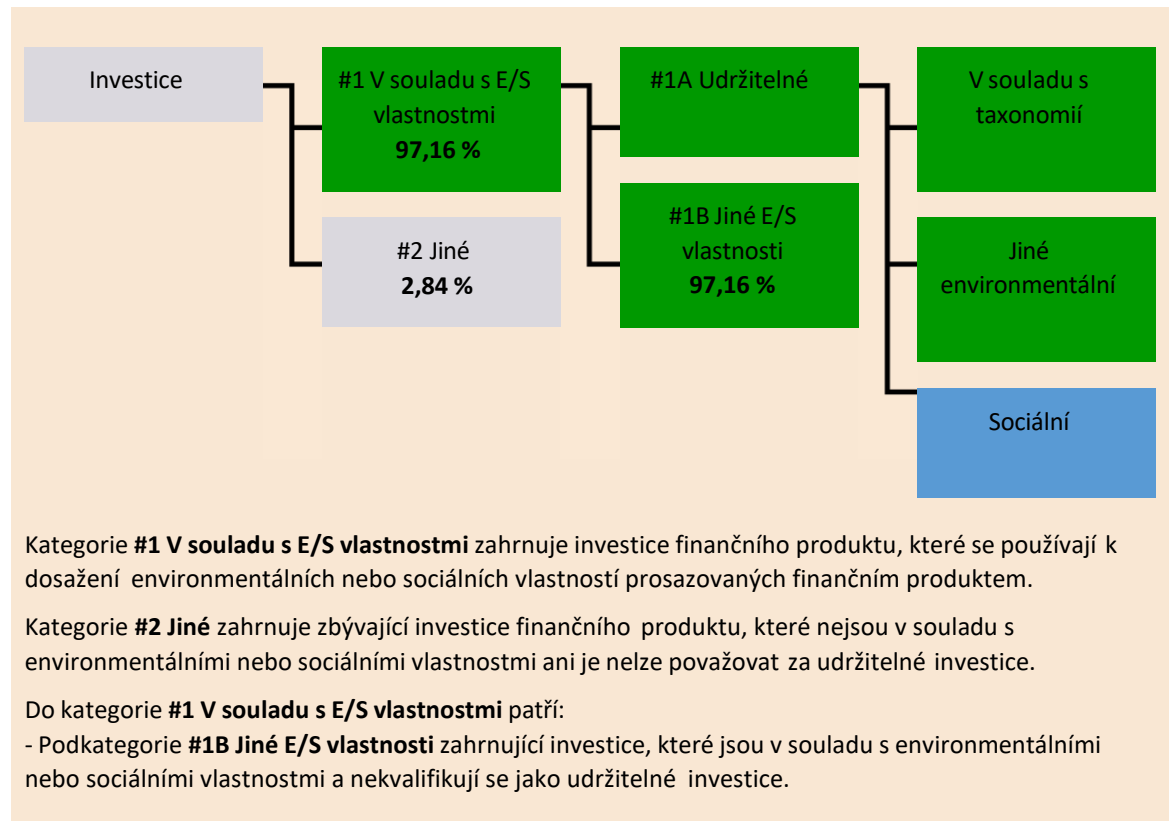 Investice
#1 V souladu s E/S
vlastnostmi
97,16 %
#2 Jiné
2,84 %
#1A Udržitelné
#1B Jiné E/S
vlastnosti
97,16 %
V souladu s
taxonomií
Jiné
environmentální
Sociální
Kategorie #1 V souladu s E/S vlastnostmi zahrnuje investice finančního produktu, které se používají k
dosažení environmentálních nebo sociálních vlastností prosazovaných finančním produktem.
Kategorie #2 Jiné zahrnuje zbývající investice finančního produktu, které nejsou v souladu s
environmentálními nebo sociálními vlastnostmi ani je nelze považovat za udržitelné investice.
Do kategorie #1 V souladu s E/S vlastnostmi patří:
- Podkategorie #1B Jiné E/S vlastnosti zahrnující investice, které jsou v souladu s environmentálními
nebo sociálními vlastnostmi a nekvalifikují se jako udržitelné investice.